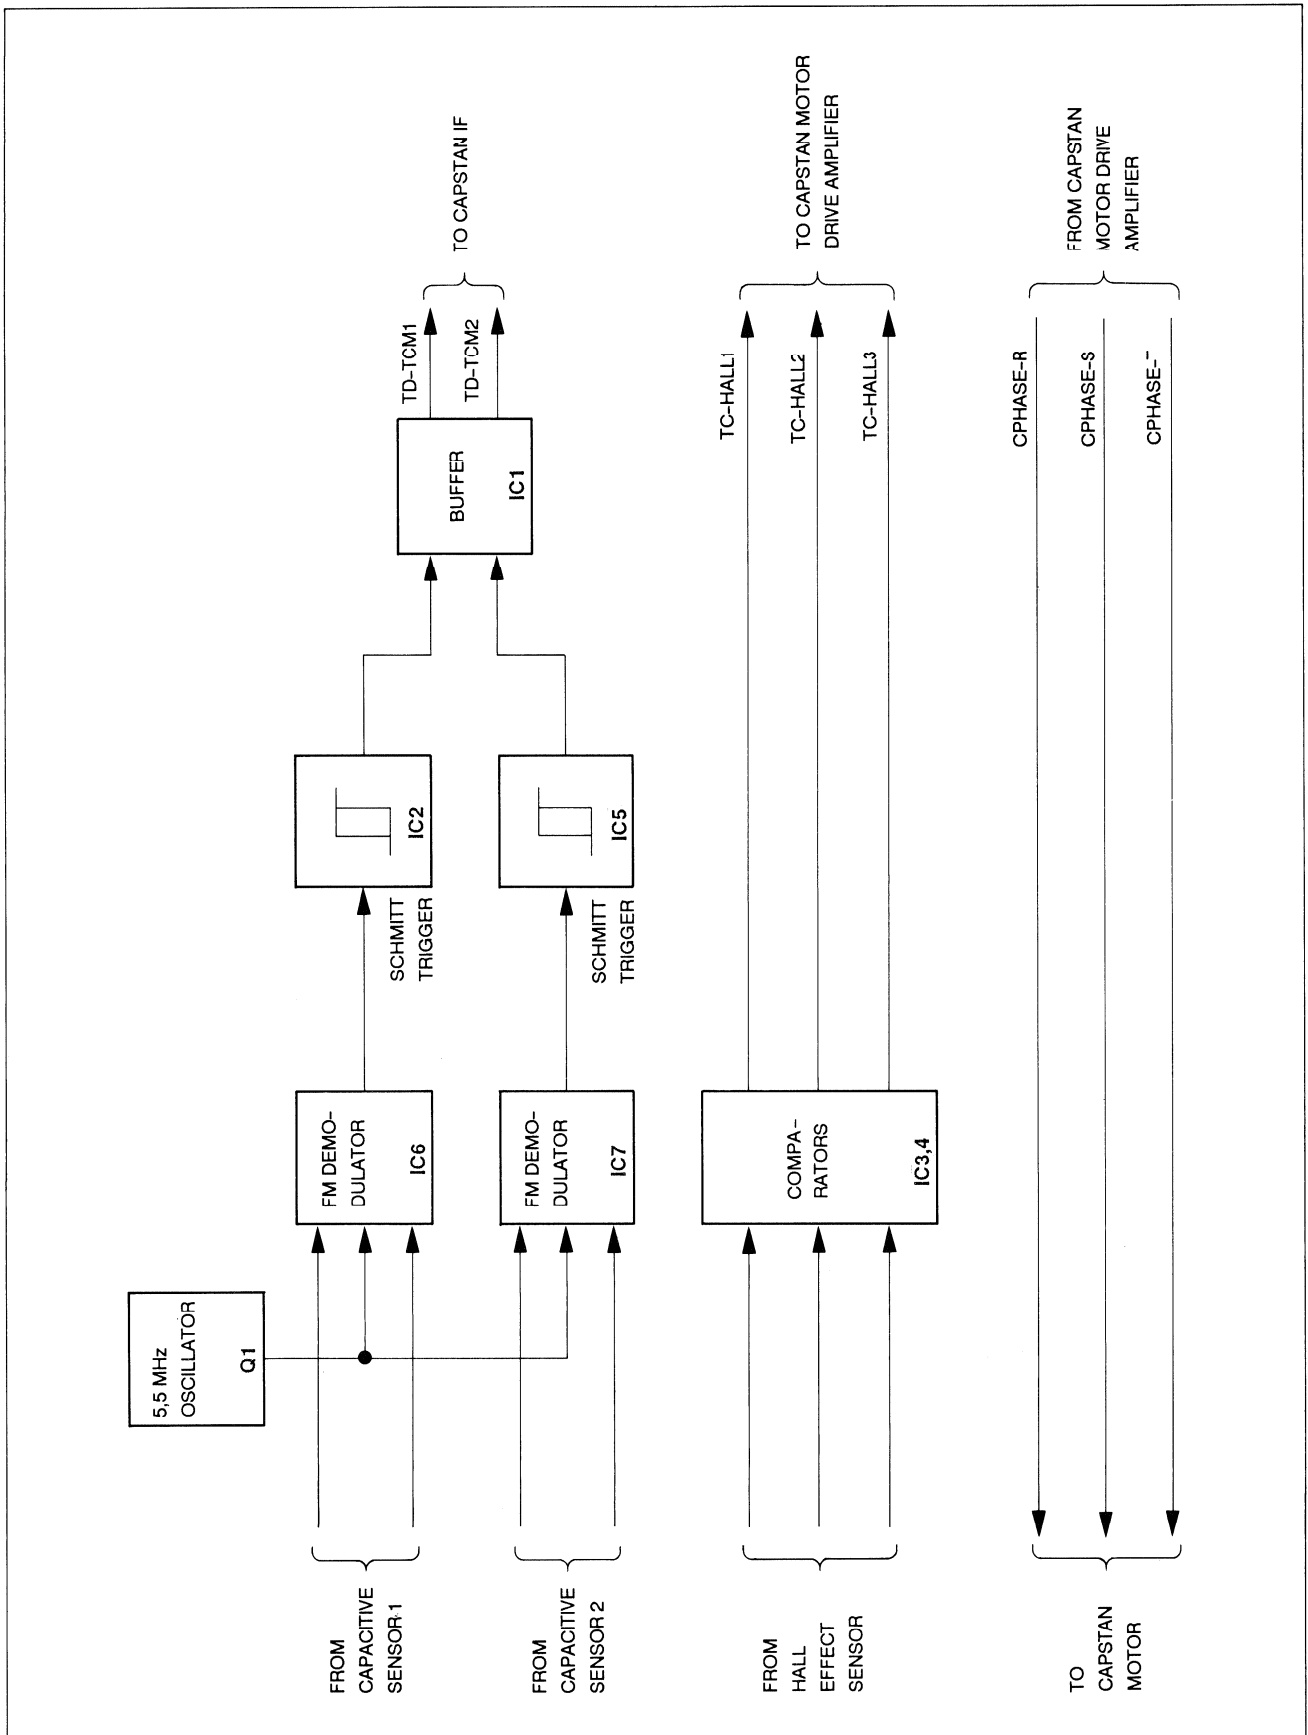 5,5 MHz
OSCILLATOR
Q1
FROM
CAPACITIVE
SENSOR 1
FM DEMO-
DULATOR
IC6
SCHMITT
TRIGGER
IC2
FROM
CAPACITIVE
SENSOR 2
FM DEMO-
DULATOR
IC7
SCHMITT
TRIGGER
IC5
BUFFER
IC1
TD-TCM1
TD-TCM2
TO CAPSTAN IF
FROM
HALL
EFFECT
SENSOR
COMPA-
RATORS
IC3,4
TC-HALL1
TC-HALL2
TC-HALL3
TO CAPSTAN MOTOR
DRIVE AMPLIFIER
TO
CAPSTAN
MOTOR
CPHASE-R
CPHASE-S
FROM CAPSTAN
MOTOR DRIVE
AMPLIFIER